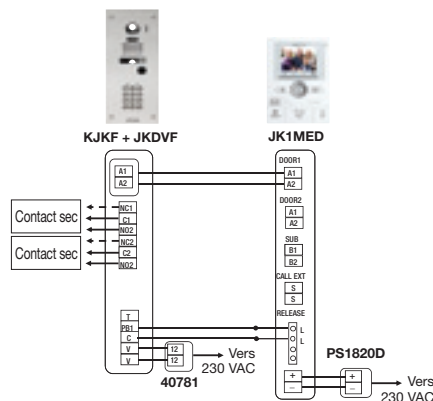 KJKF + JKDVF
JK1MED
A1
A2
NC1
C1
NO2
NC2
C2
NO2
Contact sec
Contact sec
T
PB1
C
V
V
12
12
40781
Vers
230 VAC
DOOR1
A1
A2
DOOR2
A1
A2
SUB
B1
B2
CALL EXT
S
S
RELEASE
L
L
+
–
PS1820D
+
–
Vers
230 VAC